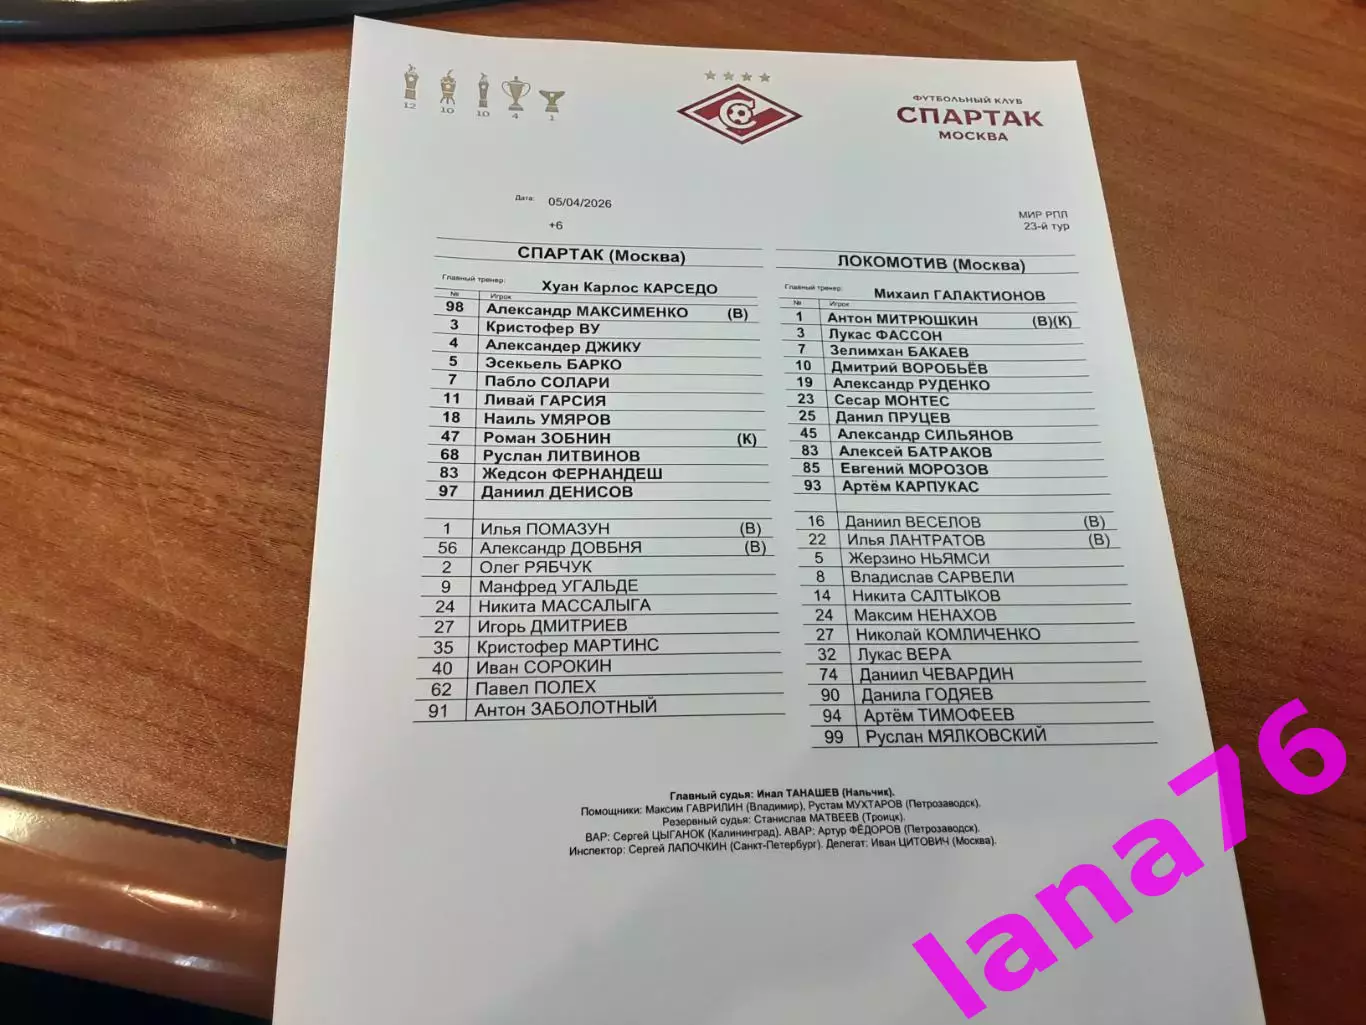 12 10 10 4 1
ФУТБОЛЬНЫЙ КЛУБ
СПАРТАК
МОСКВА
Дата: 05/04/2026
+6
МИР РПЛ
23-й тур
СПАРТАК (Москва)
Главный тренер: Хуан Карлос КАРСЕДО
№ Игрок
98 Александр МАКСИМЕНКО (В)
3 Кристофер ВУ
4 Александер ДЖИКУ
5 Эсекьель БАРКО
7 Пабло СОЛАРИ
11 Ливай ГАРСИЯ
18 Наиль УМЯРОВ
47 Роман ЗОБНИН (К)
68 Руслан ЛИТВИНОВ
83 Жедсон ФЕРНАНДЕШ
97 Даниил ДЕНИСОВ
1 Илья ПОМАЗУН (В)
56 Александр ДОВБНЯ (В)
2 Олег РЯБЧУК
9 Манфред УГАЛЬДЕ
24 Никита МАССАЛЫГА
27 Игорь ДМИТРИЕВ
35 Кристофер МАРТИНС
40 Иван СОРОКИН
62 Павел ПОЛЕХ
91 Антон ЗАБОЛОТНЫЙ
ЛОКОМОТИВ (Москва)
Главный тренер: Михаил ГАЛАКТИОНОВ
№ Игрок
1 Антон МИТРЮШКИН (В)(К)
3 Лукас ФАССОН
7 Зелимхан БАКАЕВ
10 Дмитрий ВОРОБЬЁВ
19 Александр РУДЕНКО
23 Сесар МОНТЕС
25 Данил ПРУЦЕВ
45 Александр СИЛЬЯНОВ
83 Алексей БАТРАКОВ
85 Евгений МОРОЗОВ
93 Артём КАРПУКАС
16 Даниил ВЕСЕЛОВ (В)
22 Илья ЛАНТРАТОВ (В)
5 Жерзино НЬЯМСИ
8 Владислав САРВЕЛИ
14 Никита САЛТЫКОВ
24 Максим НЕНАХОВ
27 Николай КОМЛИЧЕНКО
32 Лукас ВЕРА
74 Даниил ЧЕВАРДИН
90 Данила ГОДЯЕВ
94 Артём ТИМОФЕЕВ
99 Руслан МЯЛКОВСКИЙ
Главный судья: Инал ТАНАШЕВ (Нальчик).
Помощники: Максим ГАВРИЛИН (Владимир), Рустам МУХТАРОВ (Петрозаводск).
Резервный судья: Станислав МАТВЕЕВ (Троицк).
ВАР: Сергей ЦЫГАНОК (Калининград). АВАР: Артур ФЁДОРОВ (Петрозаводск).
Инспектор: Сергей ЛАПОЧКИН (Санкт-Петербург). Делегат: Иван ЦИТОВИЧ (Москва).
lana76